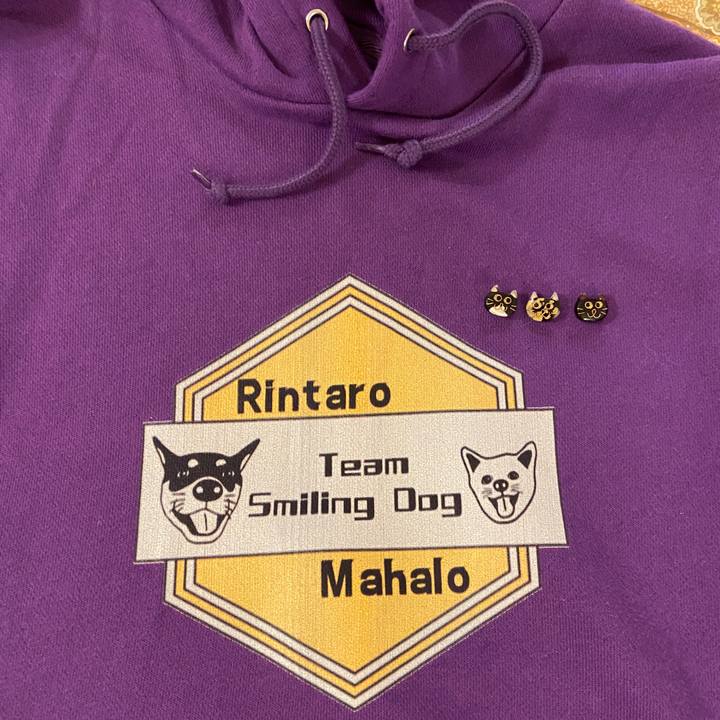 Rintaro
Team
Smiling Dog
Mahalo